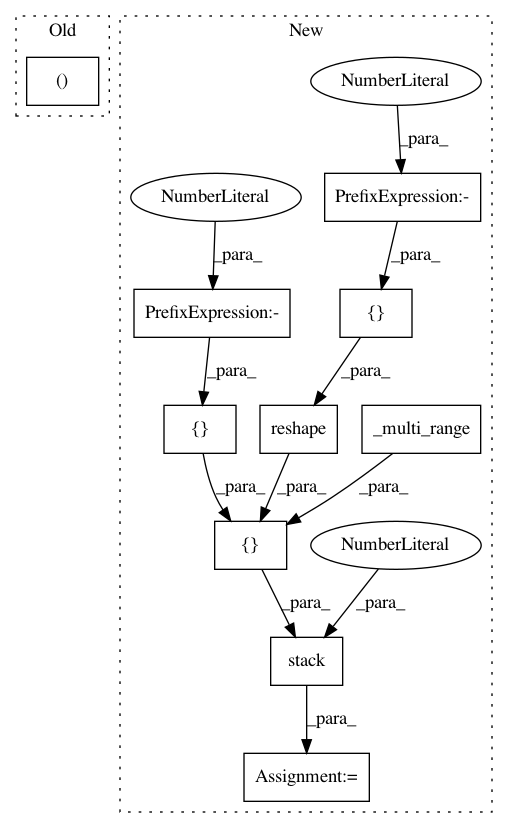 Old
New
()
NumberLiteral
_para_
NumberLiteral
PrefixExpression:-
_para_
_para_
PrefixExpression:-
{}
_para_
_para_
{}
reshape
_multi_range
_para_
_para_
_para_
{}
NumberLiteral
_para_
_para_
stack
_para_
Assignment:=